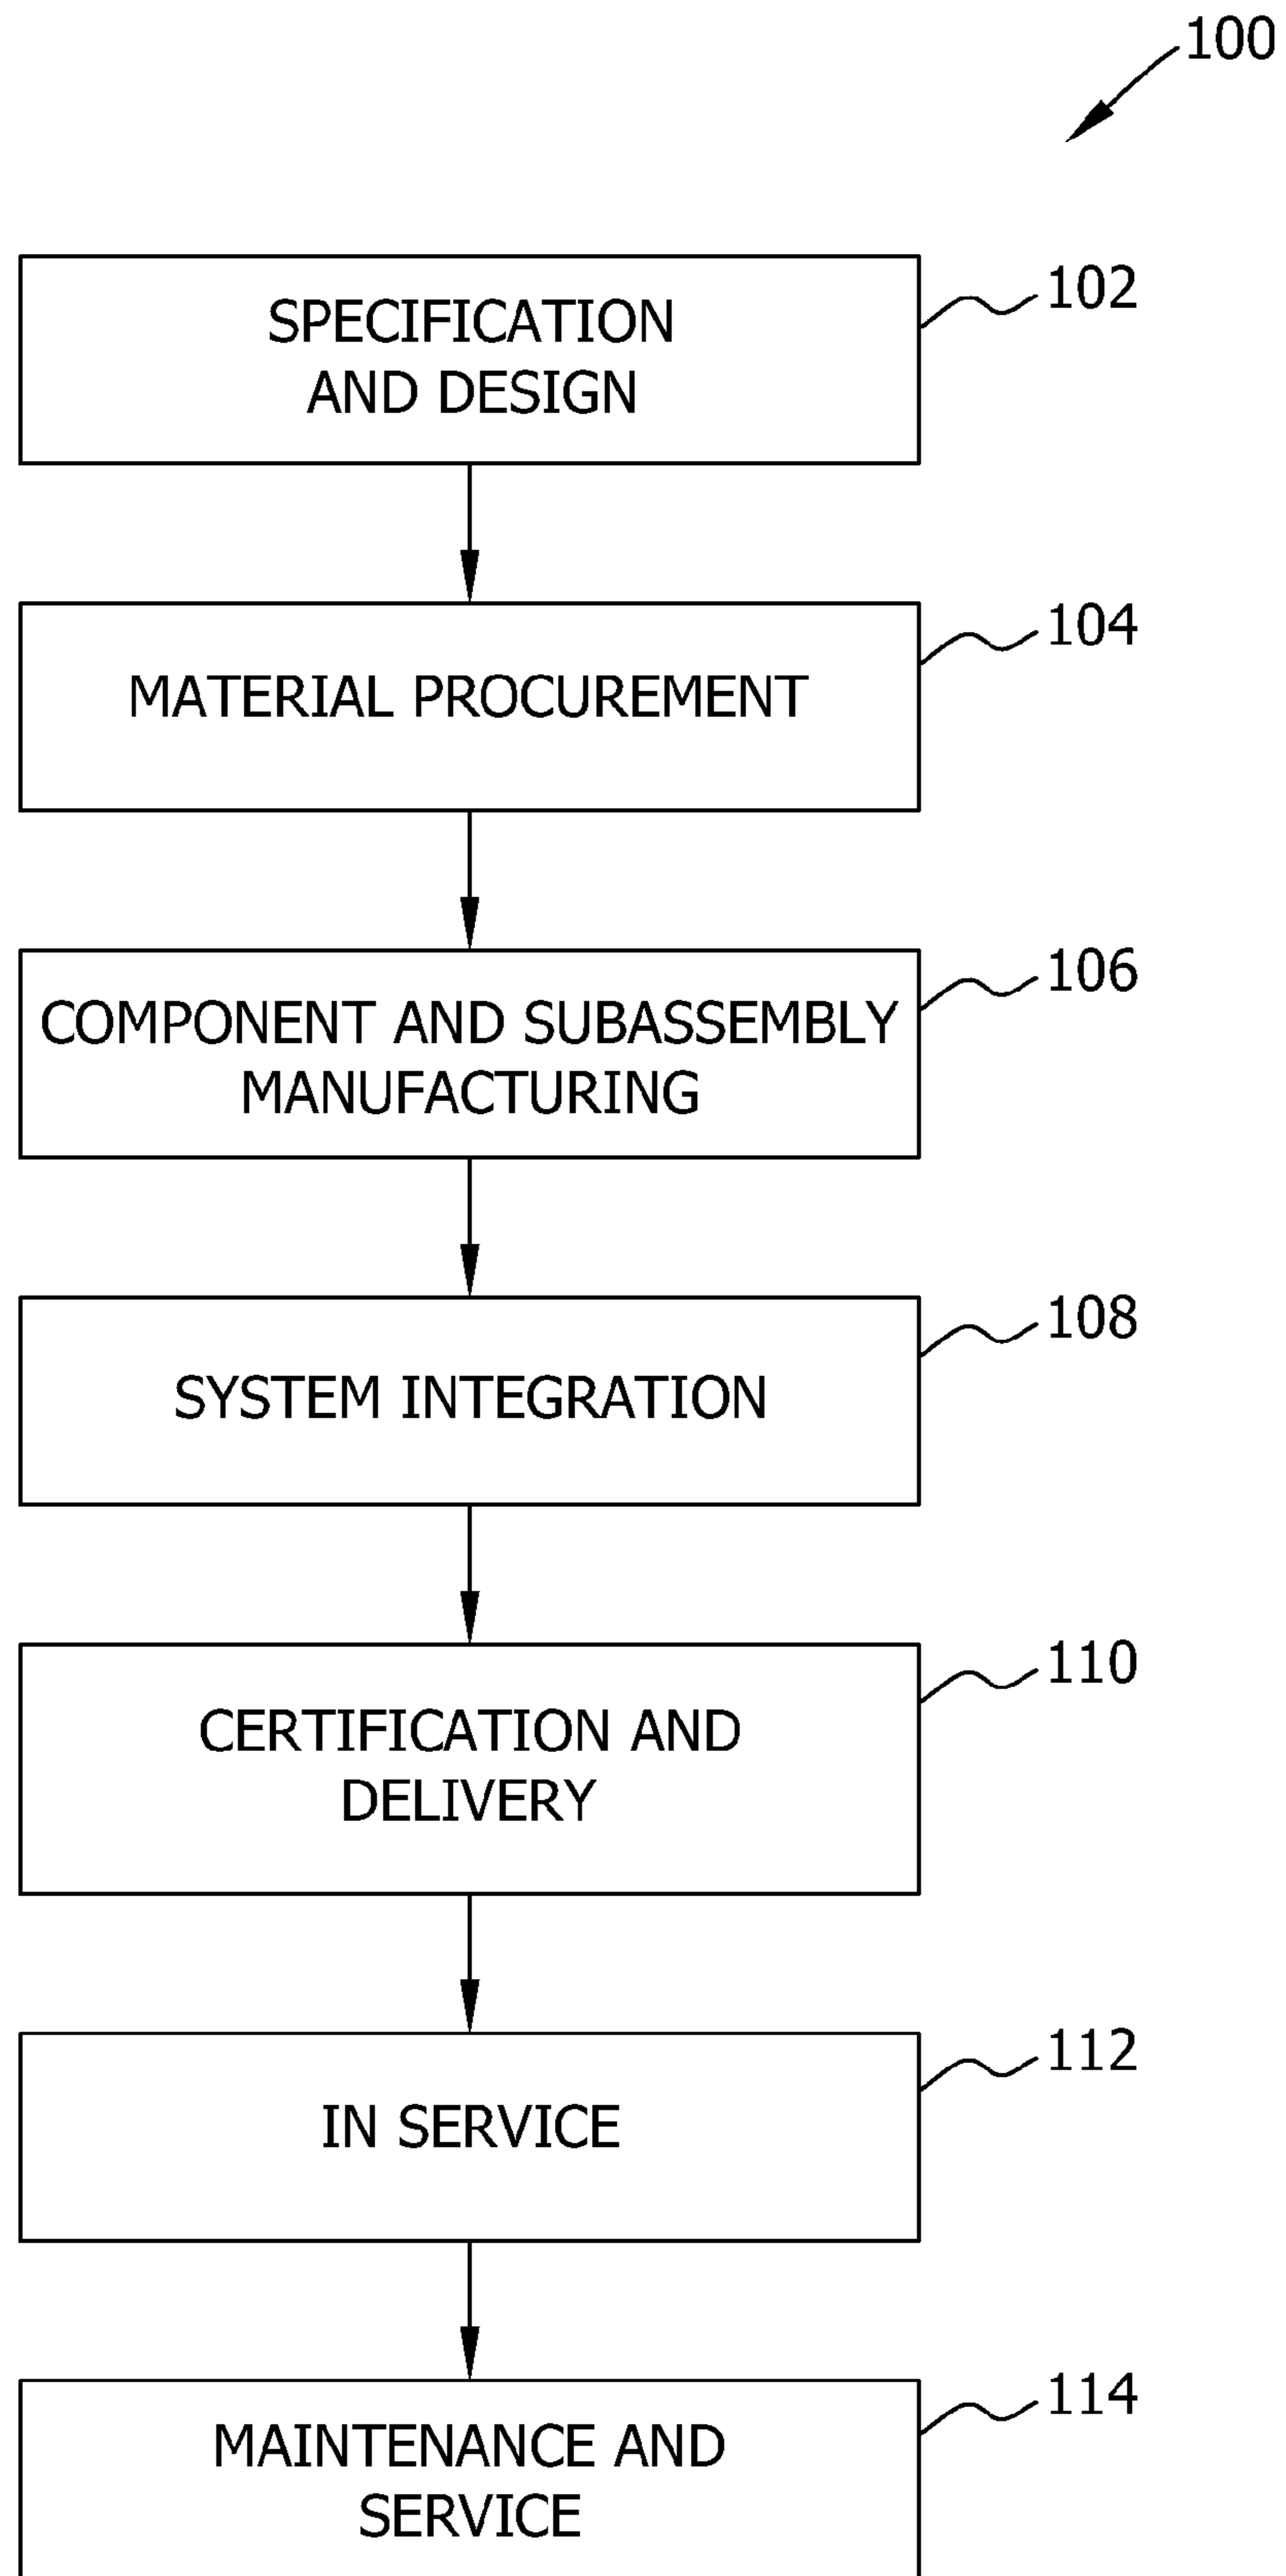 100
SPECIFICATION
AND DESIGN
102
MATERIAL PROCUREMENT
104
COMPONENT AND SUBASSEMBLY
MANUFACTURING
106
SYSTEM INTEGRATION
108
CERTIFICATION AND
DELIVERY
110
IN SERVICE
112
MAINTENANCE AND
SERVICE
114